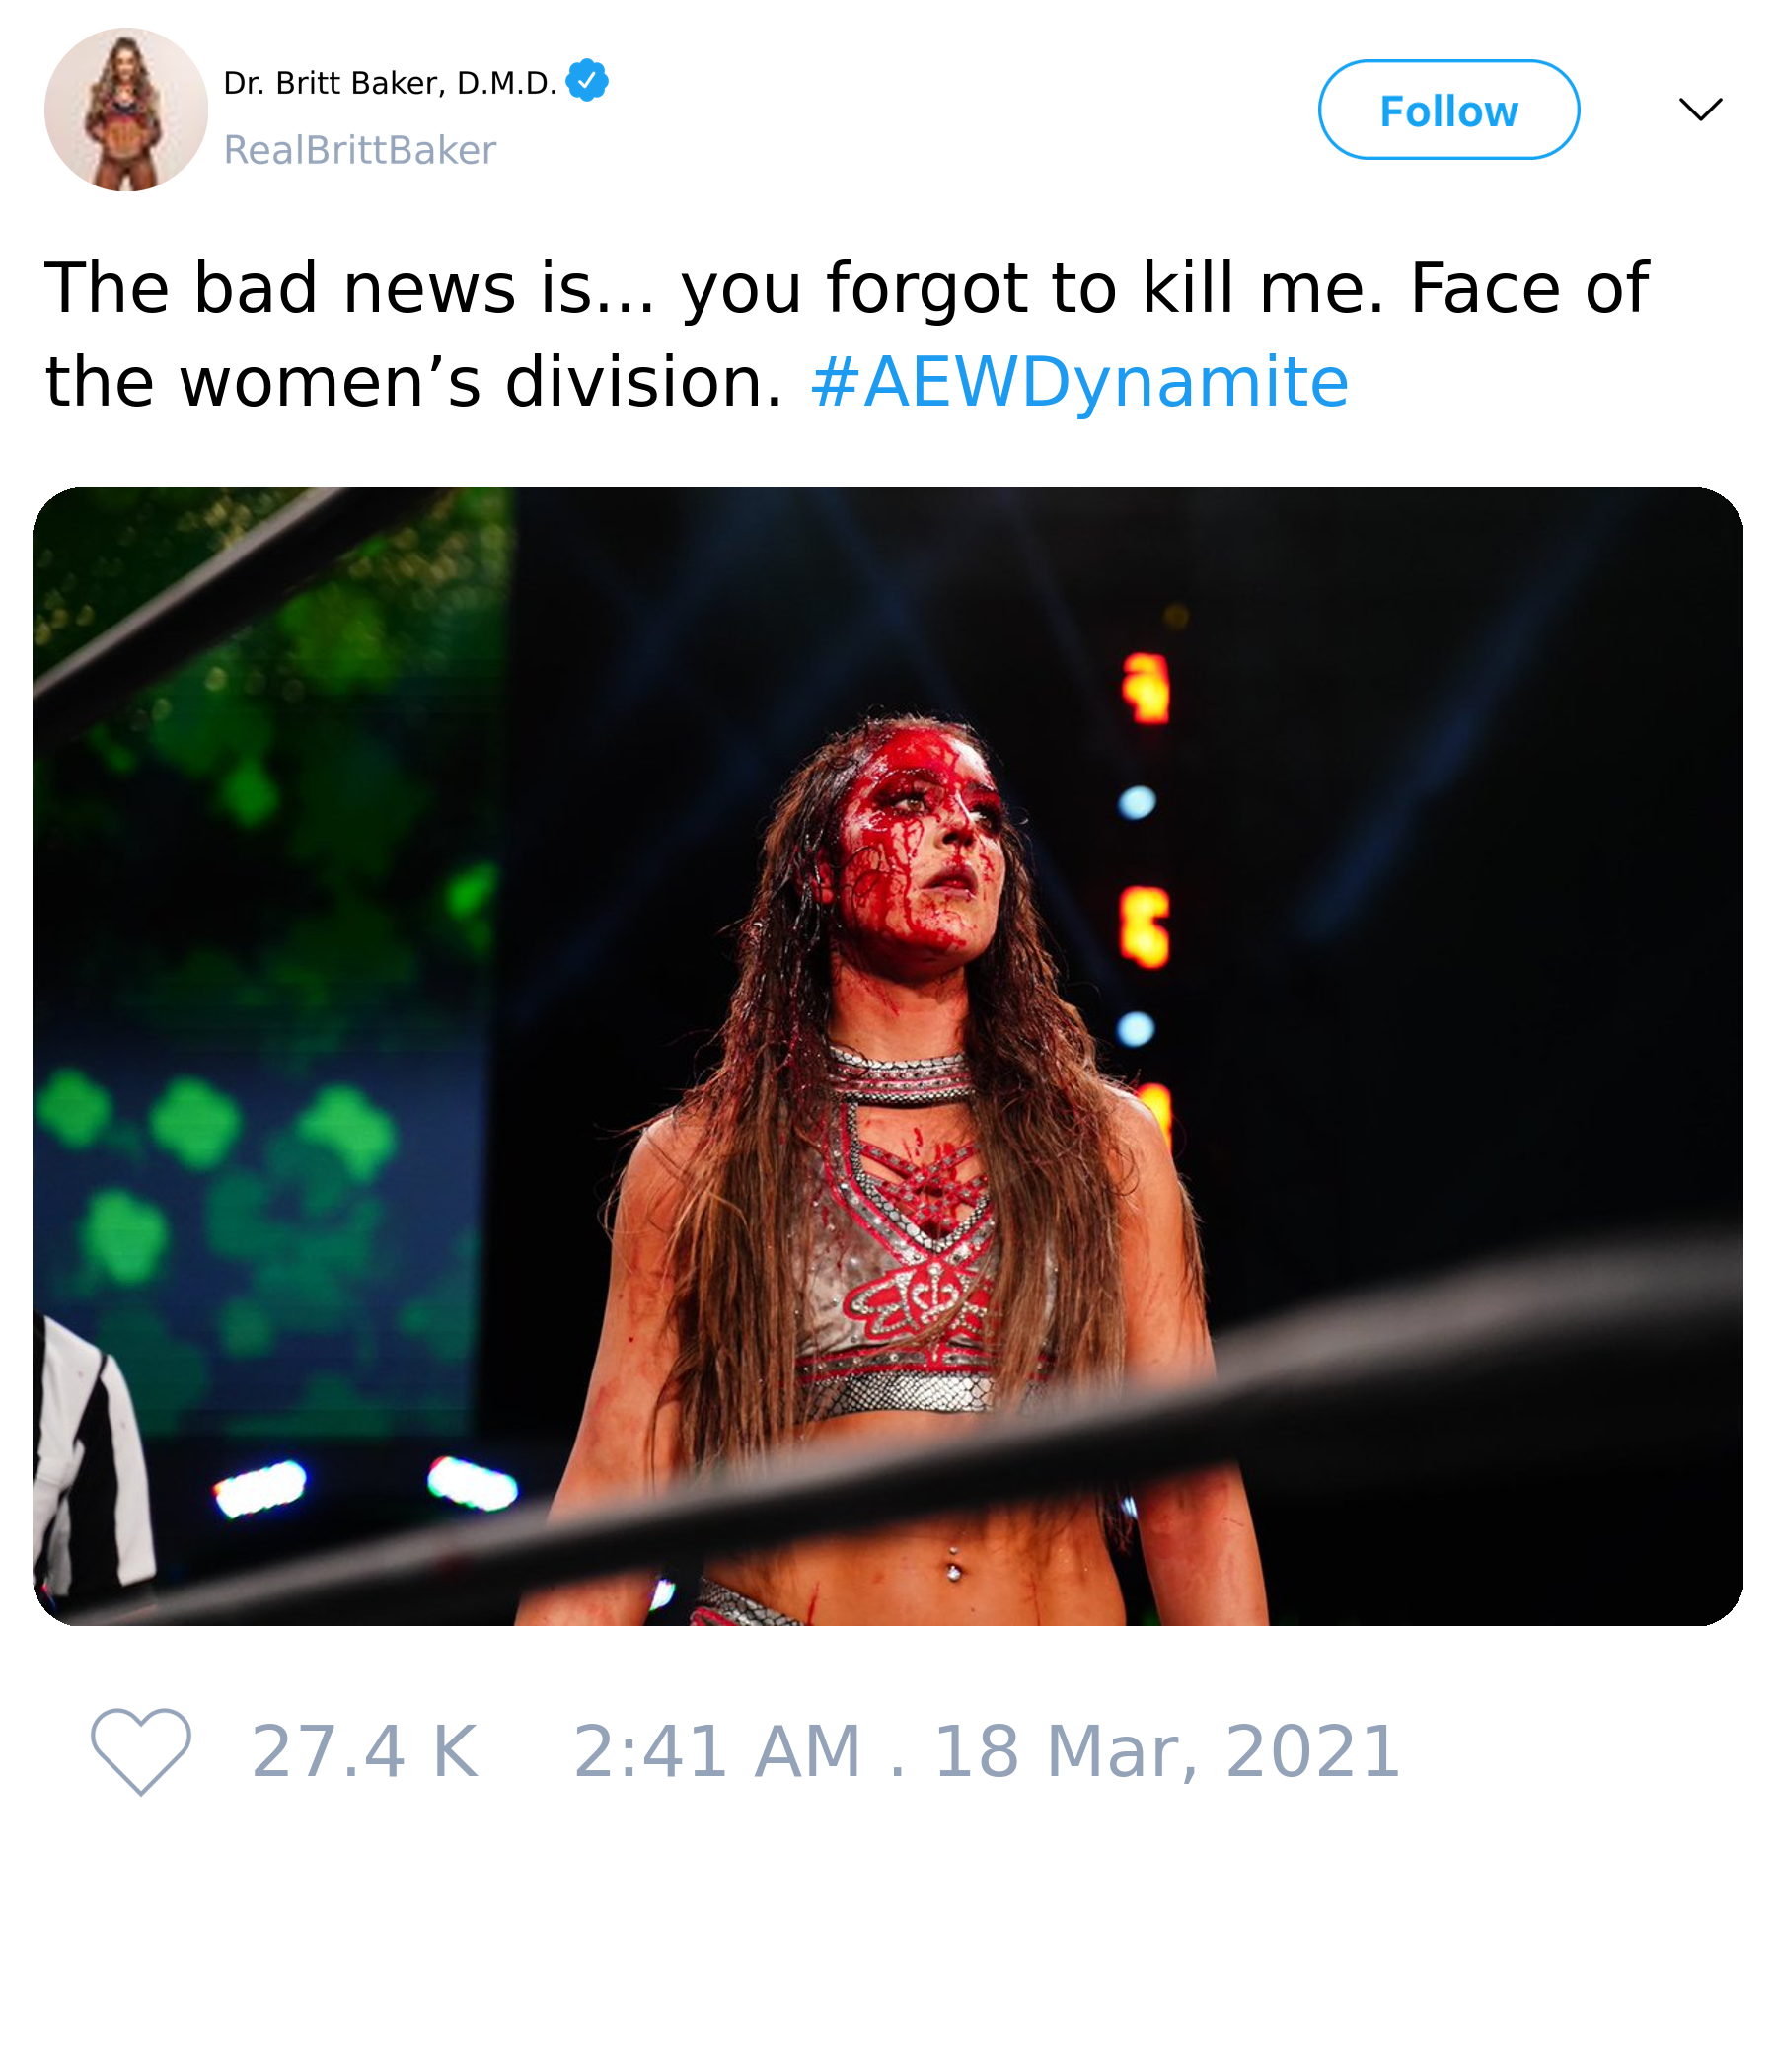 Dr. Britt Baker, D.M.D.
RealBrittBaker
Follow
The bad news is... you forgot to kill me. Face of
the women’s division. #AEWDynamite
27.4 K 2:41 AM . 18 Mar, 2021